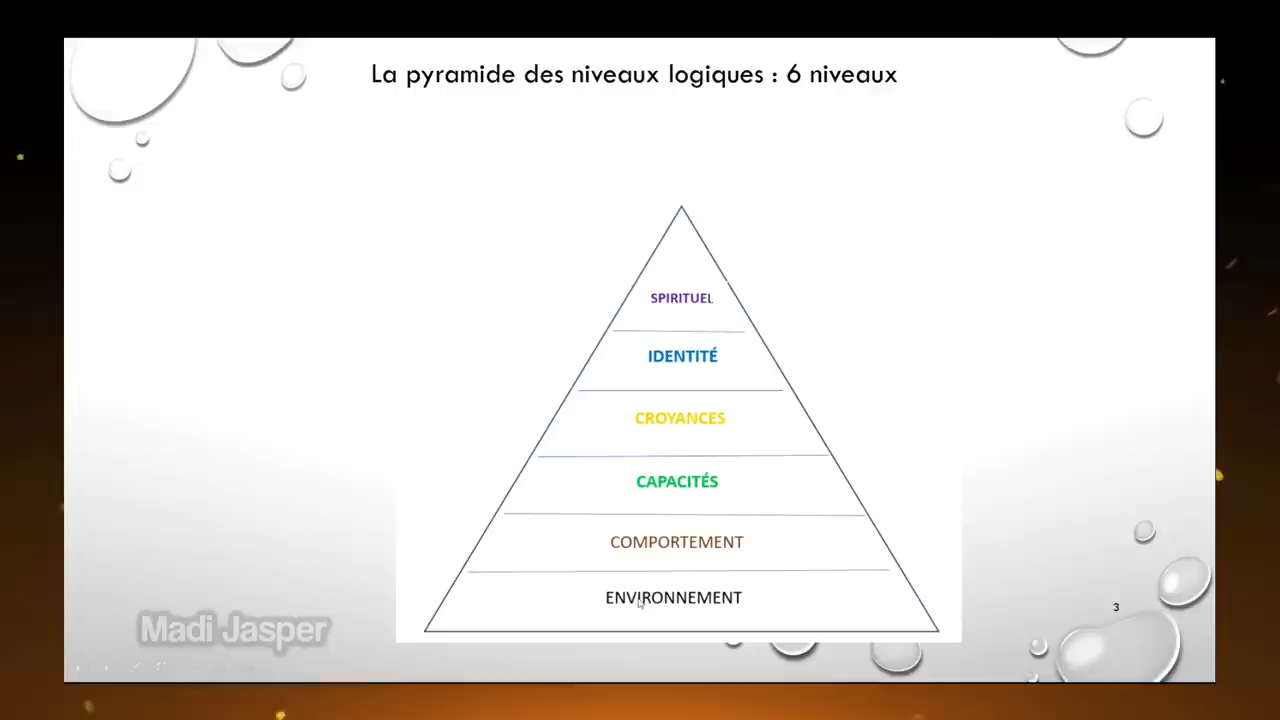 La pyramide des niveaux logiques : 6 niveaux
SPIRITUEL
IDENTITÉ
CROYANCES
CAPACITÉS
COMPORTEMENT
ENVIRONNEMENT
3
Madi Jasper